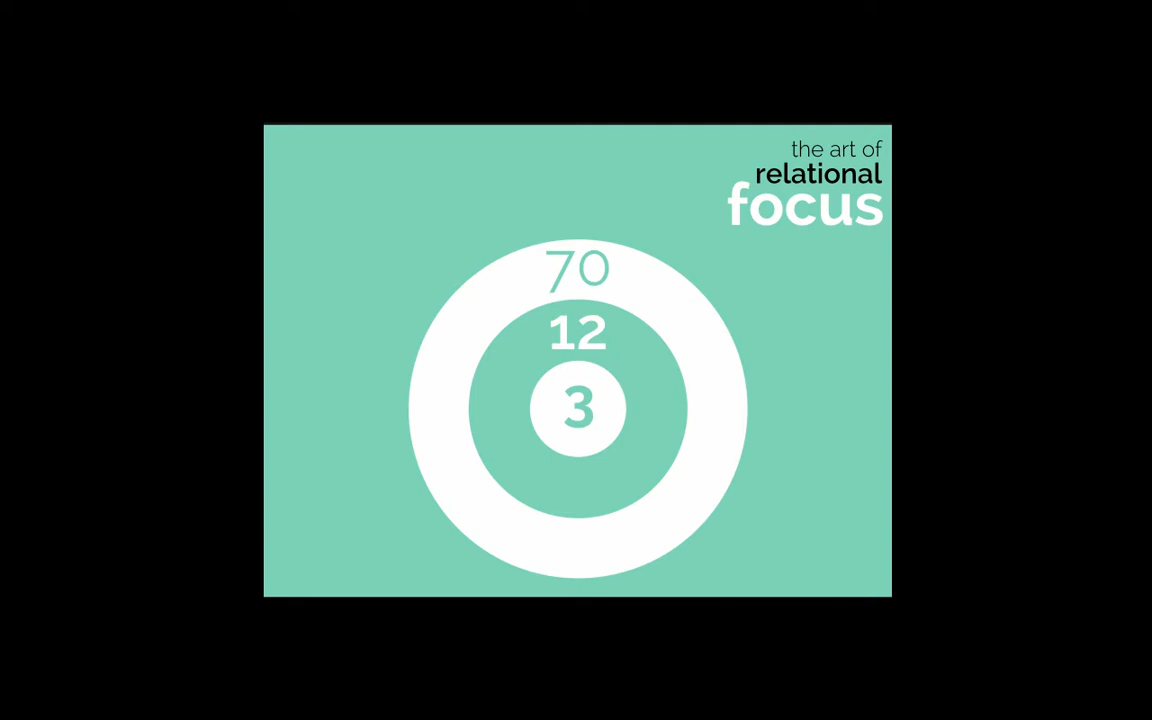 the art of
relational
focus
70
12
3